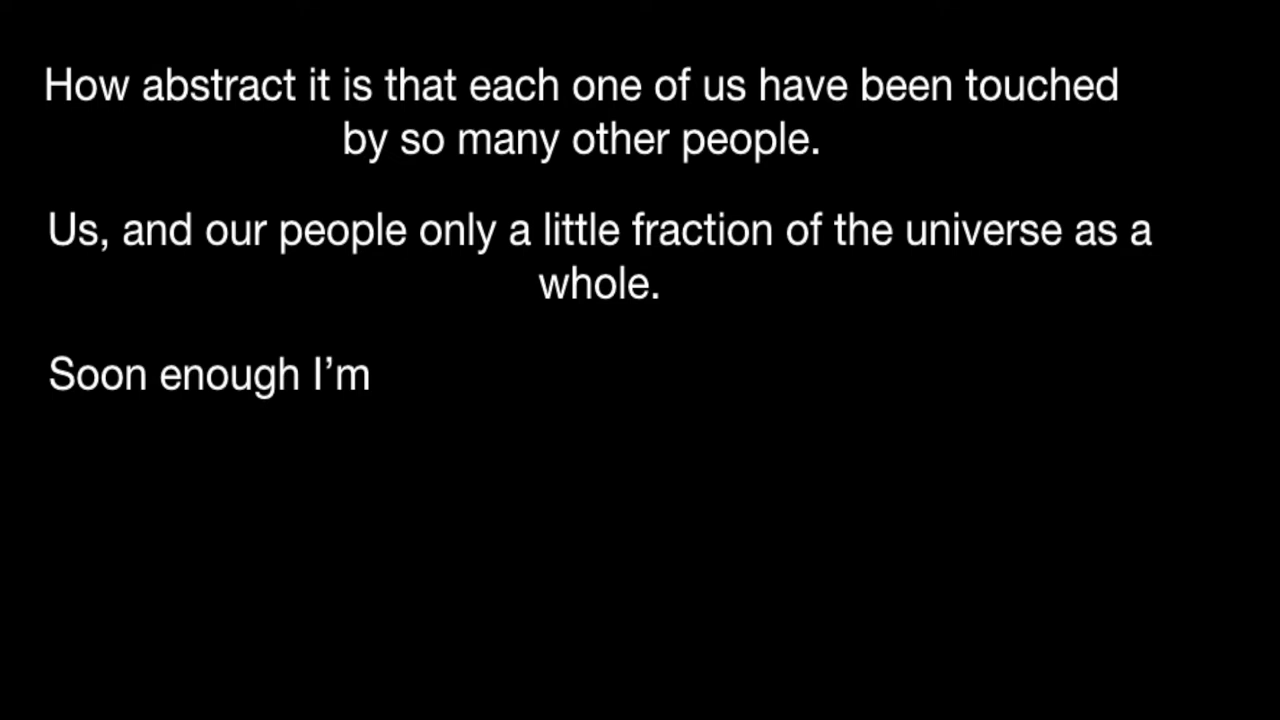 How abstract it is that each one of us have been touched
by so many other people.
Us, and our people only a little fraction of the universe as a
whole.
Soon enough I’m